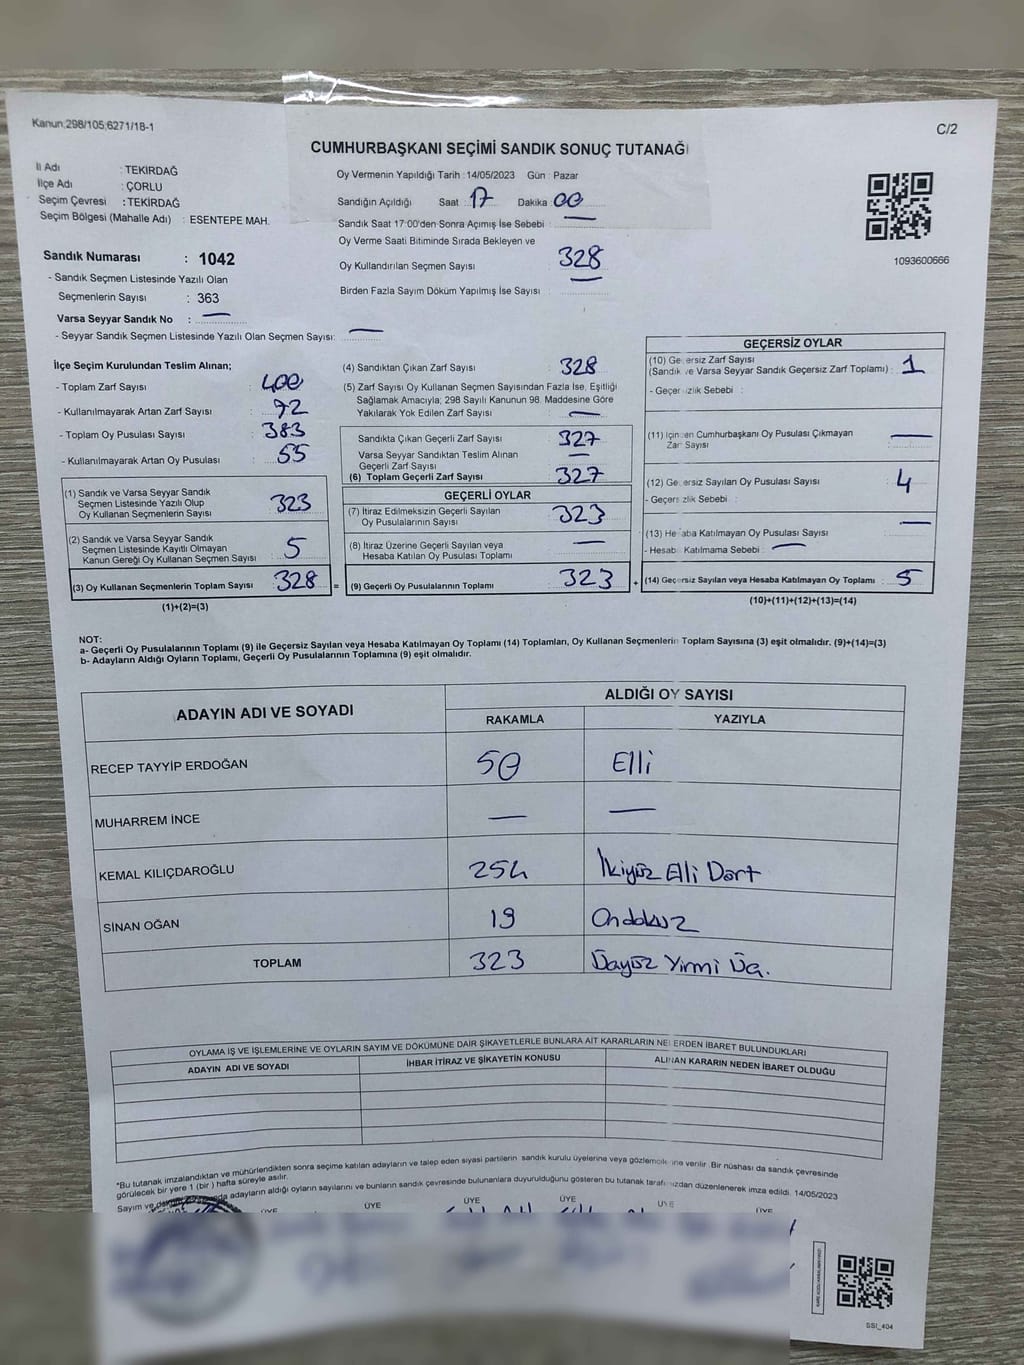 Kanun;298/105;6271/18-1
C/2
CUMHURBAŞKANI SEÇİMİ SANDIK SONUÇ TUTANAĞI
İl Adı : TEKİRDAĞ
İlçe Adı : ÇORLU
Seçim Çevresi : TEKİRDAĞ
Seçim Bölgesi (Mahalle Adı) : ESENTEPE MAH.
Oy Vermenin Yapıldığı Tarih : 14/05/2023 Gün : Pazar
Sandığın Açıldığı Saat : 17 Dakika 00
Sandık Saat 17:00'den Sonra Açımış İse Sebebi :
Oy Verme Saati Bitiminde Sırada Bekleyen ve
Oy Kullandırılan Seçmen Sayısı 328
Birden Fazla Sayım Döküm Yapılmış İse Sayısı :
1093600666
Sandık Numarası : 1042
- Sandık Seçmen Listesinde Yazılı Olan
Seçmenlerin Sayısı : 363
Varsa Seyyar Sandık No : —
- Seyyar Sandık Seçmen Listesinde Yazılı Olan Seçmen Sayısı: —
İlçe Seçim Kurulundan Teslim Alınan;
- Toplam Zarf Sayısı : 400
- Kullanılmayarak Artan Zarf Sayısı : 72
- Toplam Oy Pusulası Sayısı : 383
- Kullanılmayarak Artan Oy Pusulası : 55
(1) Sandık ve Varsa Seyyar Sandık
Seçmen Listesinde Yazılı Olup
Oy Kullanan Seçmenlerin Sayısı 323
(2) Sandık ve Varsa Seyyar Sandık
Seçmen Listesinde Kayıtlı Olmayan
Kanun Gereği Oy Kullanan Seçmen Sayısı 5
(3) Oy Kullanan Seçmenlerin Toplam Sayısı 328 =
(1)+(2)=(3)
(4) Sandıktan Çıkan Zarf Sayısı 328
(5) Zarf Sayısı Oy Kullanan Seçmen Sayısından Fazla İse, Eşitliği
Sağlamak Amacıyla; 298 Sayılı Kanunun 98. Maddesine Göre
Yakılarak Yok Edilen Zarf Sayısı —
Sandıkta Çıkan Geçerli Zarf Sayısı 327
Varsa Seyyar Sandıktan Teslim Alınan
Geçerli Zarf Sayısı —
(6) Toplam Geçerli Zarf Sayısı 327
GEÇERLİ OYLAR
(7) İtiraz Edilmeksizin Geçerli Sayılan
Oy Pusulalarının Sayısı 323
(8) İtiraz Üzerine Geçerli Sayılan veya
Hesaba Katılan Oy Pusulası Toplamı —
(9) Geçerli Oy Pusulalarının Toplamı 323 +
GEÇERSİZ OYLAR
(10) Geçersiz Zarf Sayısı
(Sandık ve Varsa Seyyar Sandık Geçersiz Zarf Toplamı) : 1
- Geçersizlik Sebebi :
(11) İçinden Cumhurbaşkanı Oy Pusulası Çıkmayan
Zarf Sayısı —
(12) Geçersiz Sayılan Oy Pusulası Sayısı 4
- Geçersizlik Sebebi :
(13) Hesaba Katılmayan Oy Pusulası Sayısı —
- Hesaba Katılmama Sebebi : —
(14) Geçersiz Sayılan veya Hesaba Katılmayan Oy Toplamı : 5
(10)+(11)+(12)+(13)=(14)
NOT:
a- Geçerli Oy Pusulalarının Toplamı (9) ile Geçersiz Sayılan veya Hesaba Katılmayan Oy Toplamı (14) Toplamları, Oy Kullanan Seçmenlerin Toplam Sayısına (3) eşit olmalıdır. (9)+(14)=(3)
b- Adayların Aldığı Oyların Toplamı, Geçerli Oy Pusulalarının Toplamına (9) eşit olmalıdır.
ADAYIN ADI VE SOYADI
ALDIĞI OY SAYISI
RAKAMLA YAZIYLA
RECEP TAYYİP ERDOĞAN 50 Elli
MUHARREM İNCE — —
KEMAL KILIÇDAROĞLU 254 İkiyüz Elli Dört
SİNAN OĞAN 19 Ondokuz
TOPLAM 323 Üçyüz Yirmi Üç.
OYLAMA İŞ VE İŞLEMLERİNE VE OYLARIN SAYIM VE DÖKÜMÜNE DAİR ŞİKAYETLERLE BUNLARA AİT KARARLARIN NELERDEN İBARET BULUNDUKLARI
ADAYIN ADI VE SOYADI İHBAR İTİRAZ VE ŞİKAYETİN KONUSU ALINAN KARARIN NEDEN İBARET OLDUĞU
*Bu tutanak imzalandıktan ve mühürlendikten sonra seçime katılan adayların ve talep eden siyasi partilerin sandık kurulu üyelerine veya gözlemcilerine verilir. Bir nüshası da sandık çevresinde
görülecek bir yere 1 (bir) hafta süreyle asılır.
Sayım ve adayların aldığı oyların sayılarını ve bunların sandık çevresinde bulunanlara duyurulduğunu gösteren bu tutanak tarafımızdan düzenlenerek imza edildi. 14/05/2023
ÜYE ÜYE ÜYE ÜYE ÜYE ÜYE
SSI_404